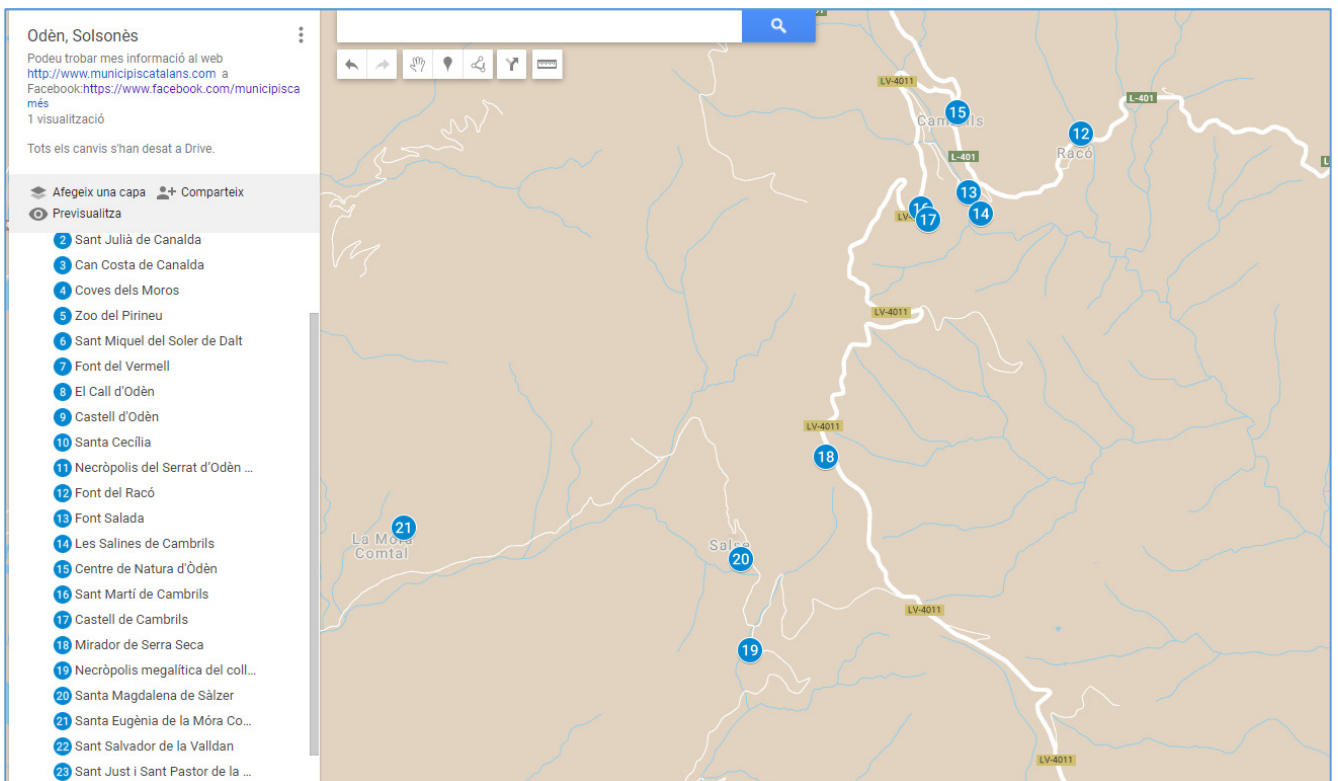 Odèn, Solsonès
Podeu trobar mes informació al web
http://www.municipiscatalans.com a
Facebook:https://www.facebook.com/municipisca
més
1 visualització
Tots els canvis s'han desat a Drive.
Afegeix una capa
Comparteix
Previsualitza
2 Sant Julià de Canalda
3 Can Costa de Canalda
4 Coves dels Moros
5 Zoo del Pirineu
6 Sant Miquel del Soler de Dalt
7 Font del Vermell
8 El Call d'Odèn
9 Castell d'Odèn
10 Santa Cecília
11 Necròpolis del Serrat d'Odèn ...
12 Font del Racó
13 Font Salada
14 Les Salines de Cambrils
15 Centre de Natura d'Òdèn
16 Sant Martí de Cambrils
17 Castell de Cambrils
18 Mirador de Serra Seca
19 Necròpolis megalítica del coll...
20 Santa Magdalena de Sàlzer
21 Santa Eugènia de la Móra Co...
22 Sant Salvador de la Valldan
23 Sant Just i Sant Pastor de la ...
LV-4011
L-401
15
Cambrils
12
Racó
L-401
13
14
16
17
LV-4011
LV-4011
18
21
La Mora
Comtal
Salse
20
LV-4011
19
LV-4011